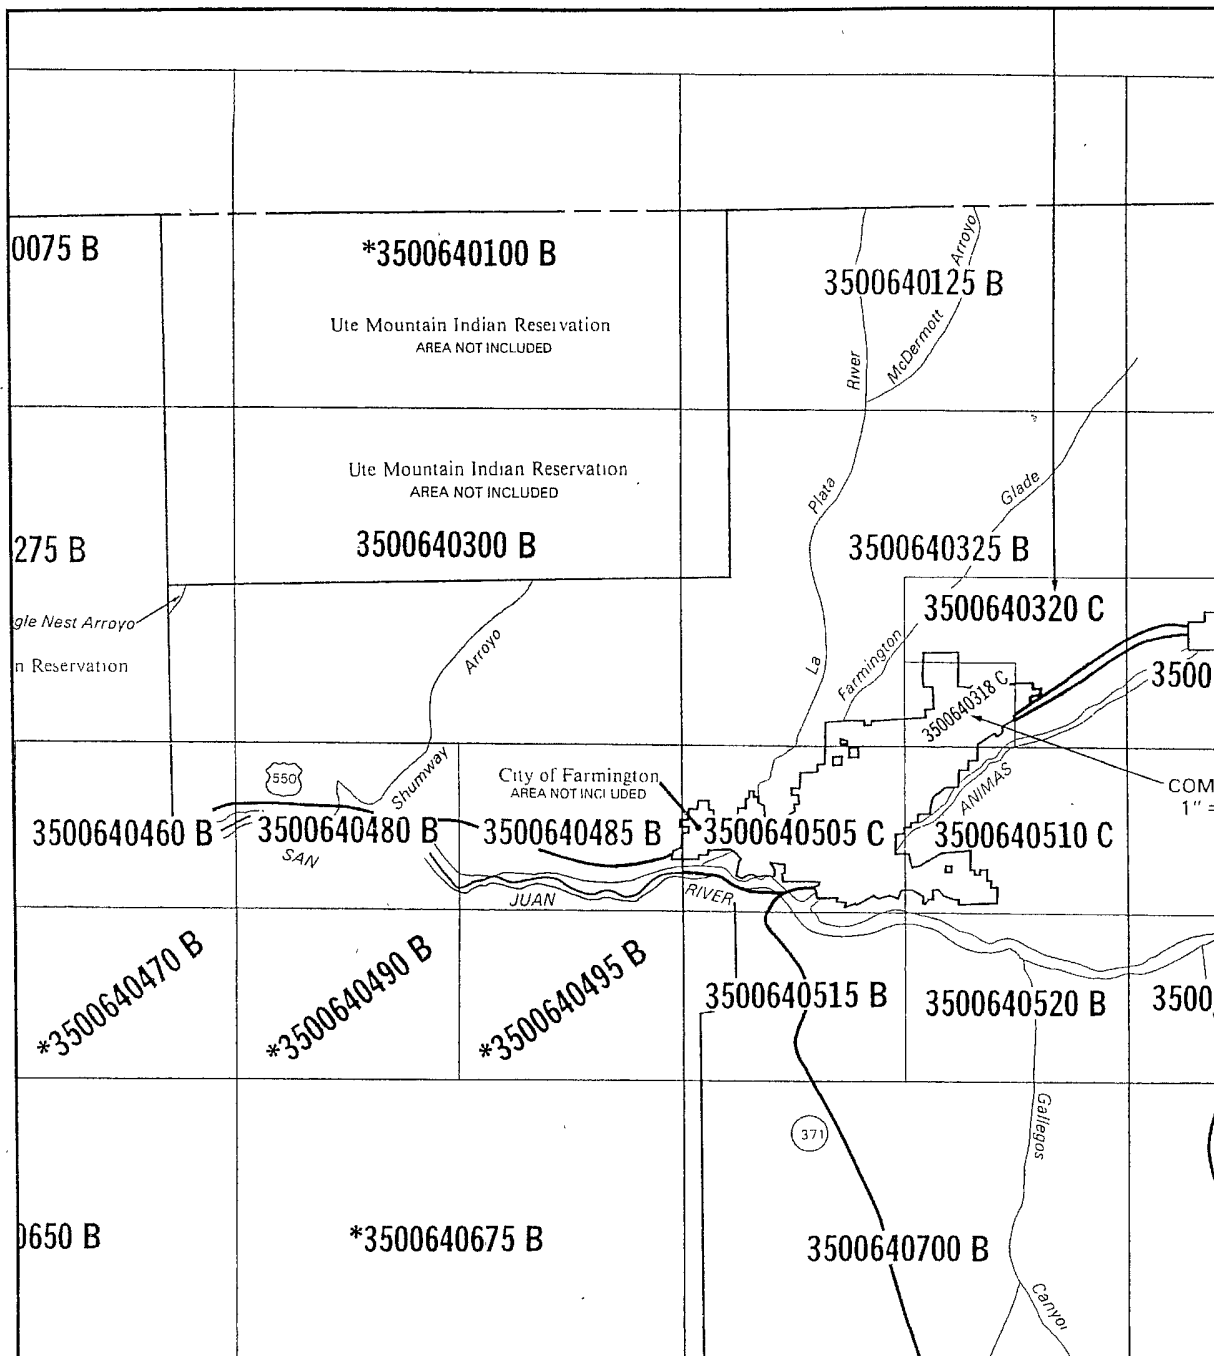 0075 B
*3500640100 B
Ute Mountain Indian Reservation
AREA NOT INCLUDED
3500640125 B
Arroyo
McDermott
River
Plata
La
Ute Mountain Indian Reservation
AREA NOT INCLUDED
275 B
3500640300 B
3500640325 B
Glade
Farmington
3500640320 C
gle Nest Arroyo
n Reservation
Arroyo
Shumway
3500640318 C
3500
550
City of Farmington
AREA NOT INCLUDED
ANIMAS
COM
1" =
3500640460 B
3500640480 B
3500640485 B
3500640505 C
3500640510 C
SAN
JUAN
RIVER
*3500640470 B
*3500640490 B
*3500640495 B
3500640515 B
3500640520 B
3500
371
Gallegos
0650 B
*3500640675 B
3500640700 B
Canyo